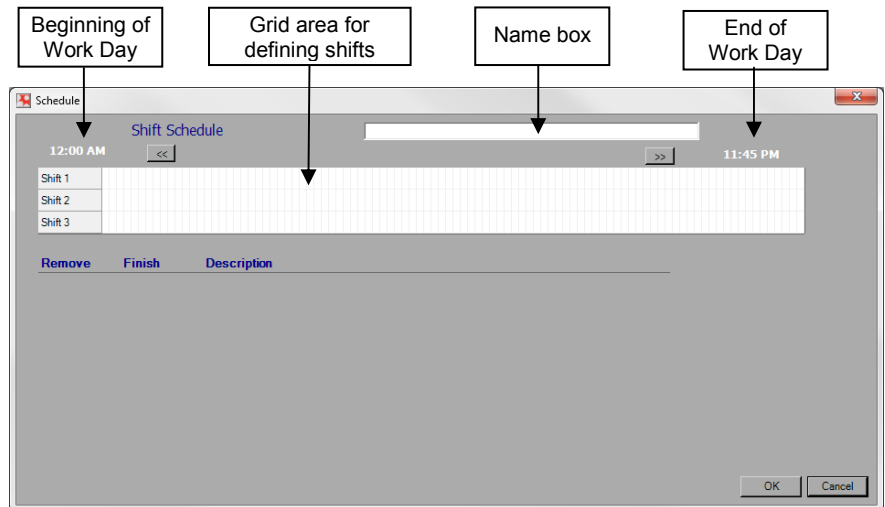 Beginning of
Work Day
Grid area for
defining shifts
Name box
End of
Work Day
Schedule
Shift Schedule
12:00 AM
<<
>>
11:45 PM
Shift 1
Shift 2
Shift 3
Remove Finish Description
OK Cancel